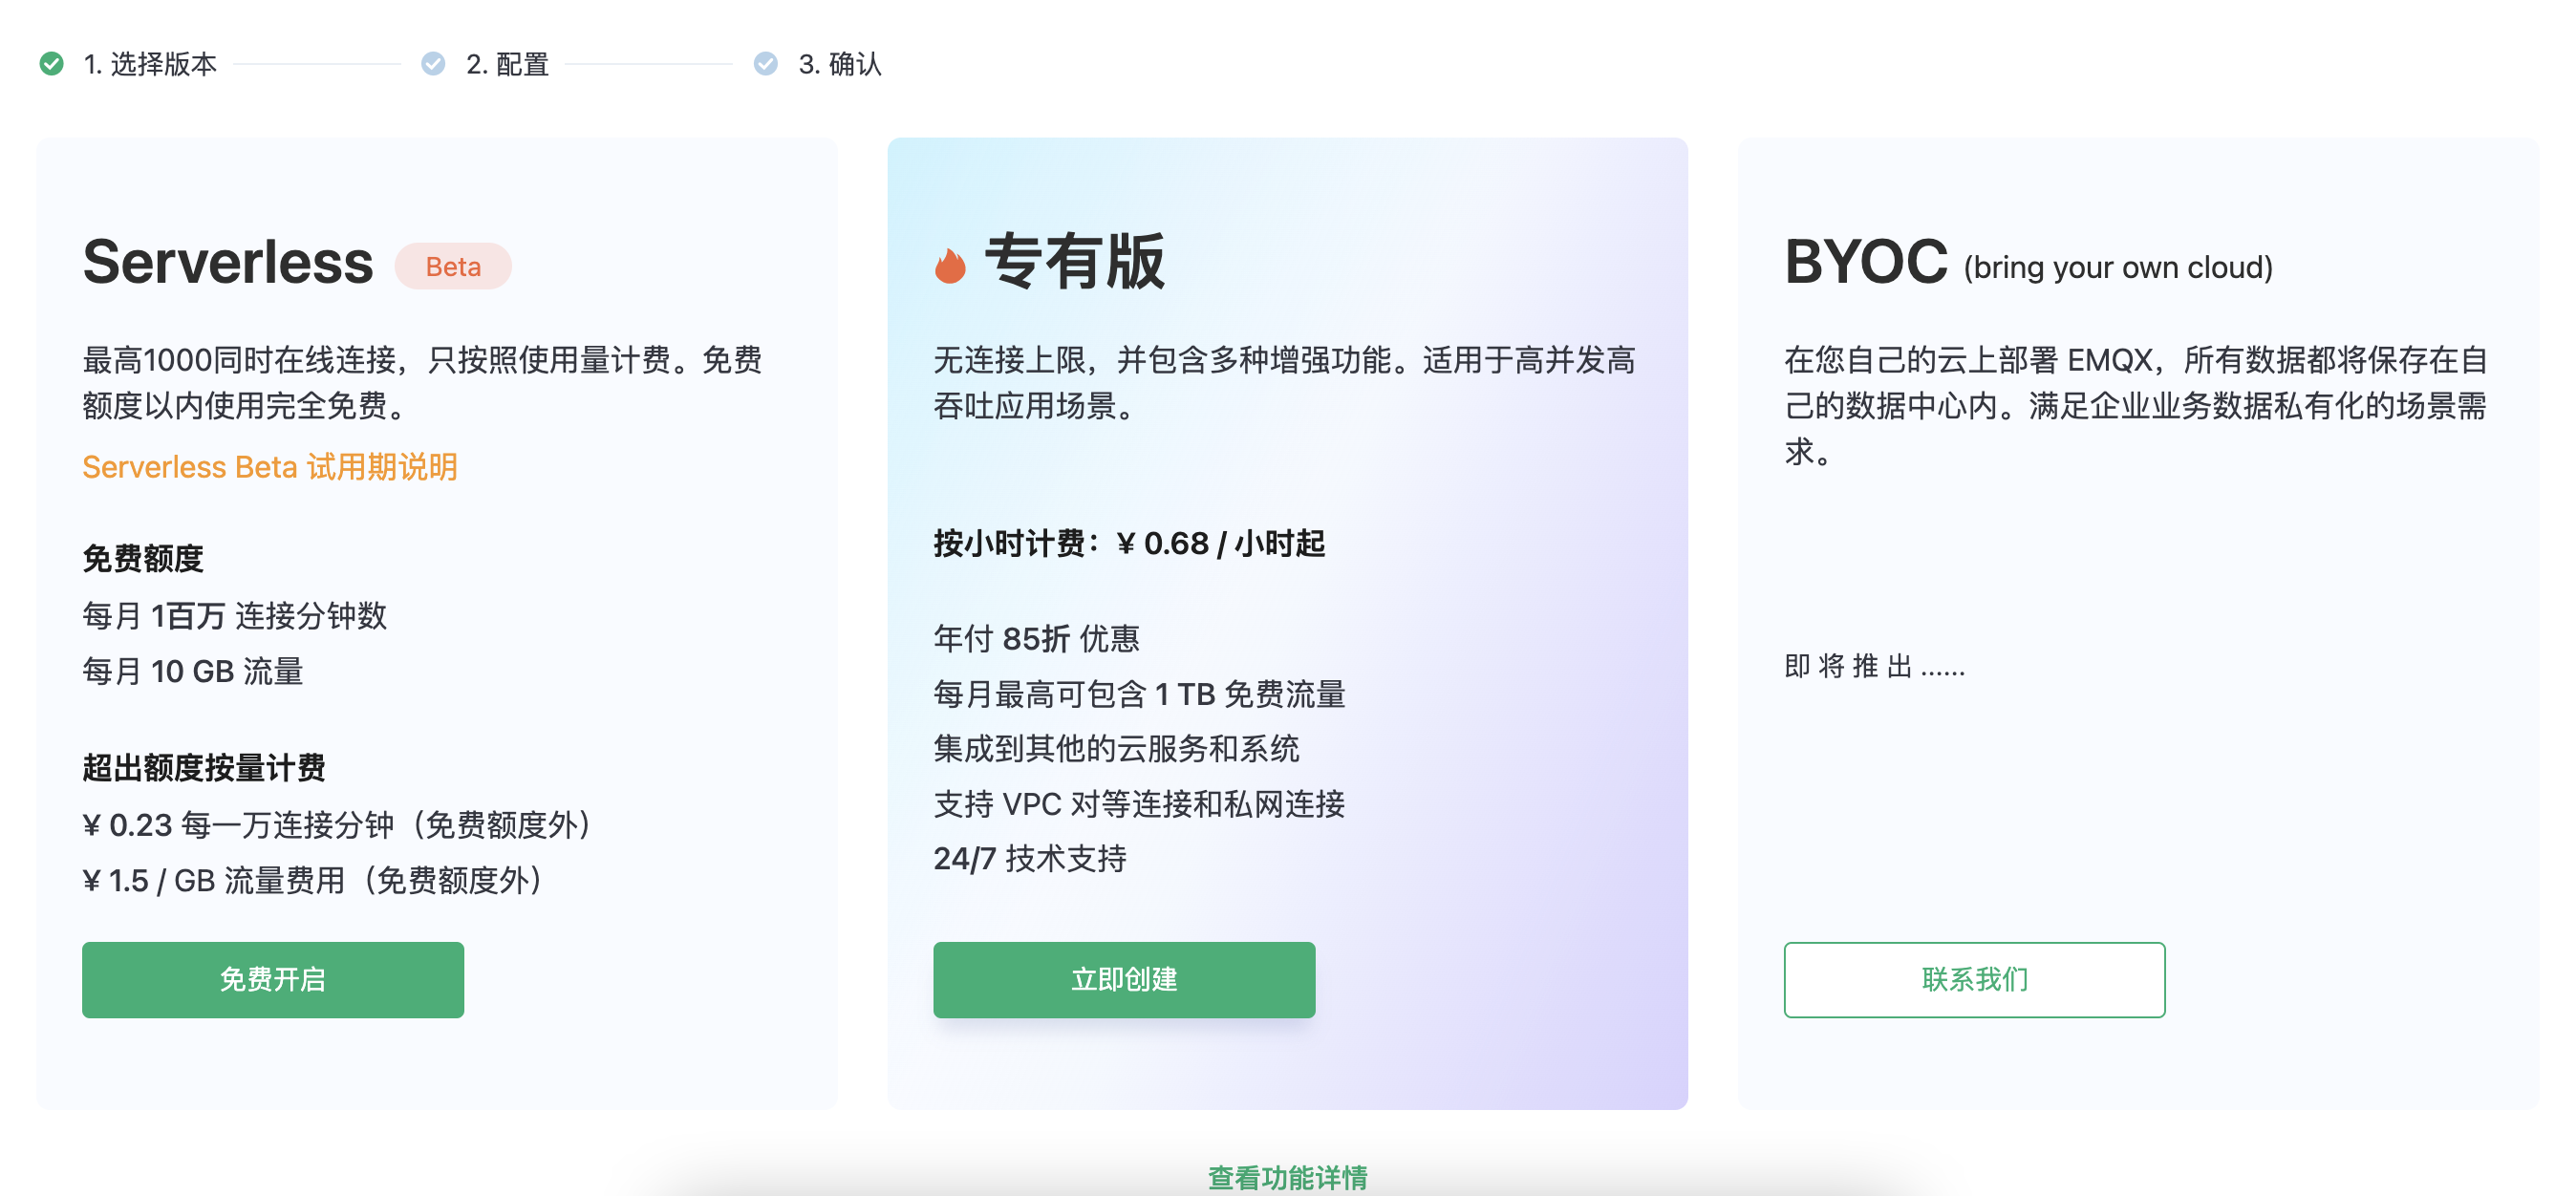 1. 选择版本
2. 配置
3. 确认
Serverless Beta
最高1000同时在线连接，只按照使用量计费。免费
额度以内使用完全免费。
Serverless Beta 试用期说明
免费额度
每月 1百万 连接分钟数
每月 10 GB 流量
超出额度按量计费
¥ 0.23 每一万连接分钟（免费额度外）
¥ 1.5 / GB 流量费用（免费额度外）
免费开启
专有版
无连接上限，并包含多种增强功能。适用于高并发高
吞吐应用场景。
按小时计费：¥ 0.68 / 小时起
年付 85折 优惠
每月最高可包含 1 TB 免费流量
集成到其他的云服务和系统
支持 VPC 对等连接和私网连接
24/7 技术支持
立即创建
BYOC (bring your own cloud)
在您自己的云上部署 EMQX，所有数据都将保存在自
己的数据中心内。满足企业业务数据私有化的场景需
求。
即 将 推 出 ......
联系我们
查看功能详情